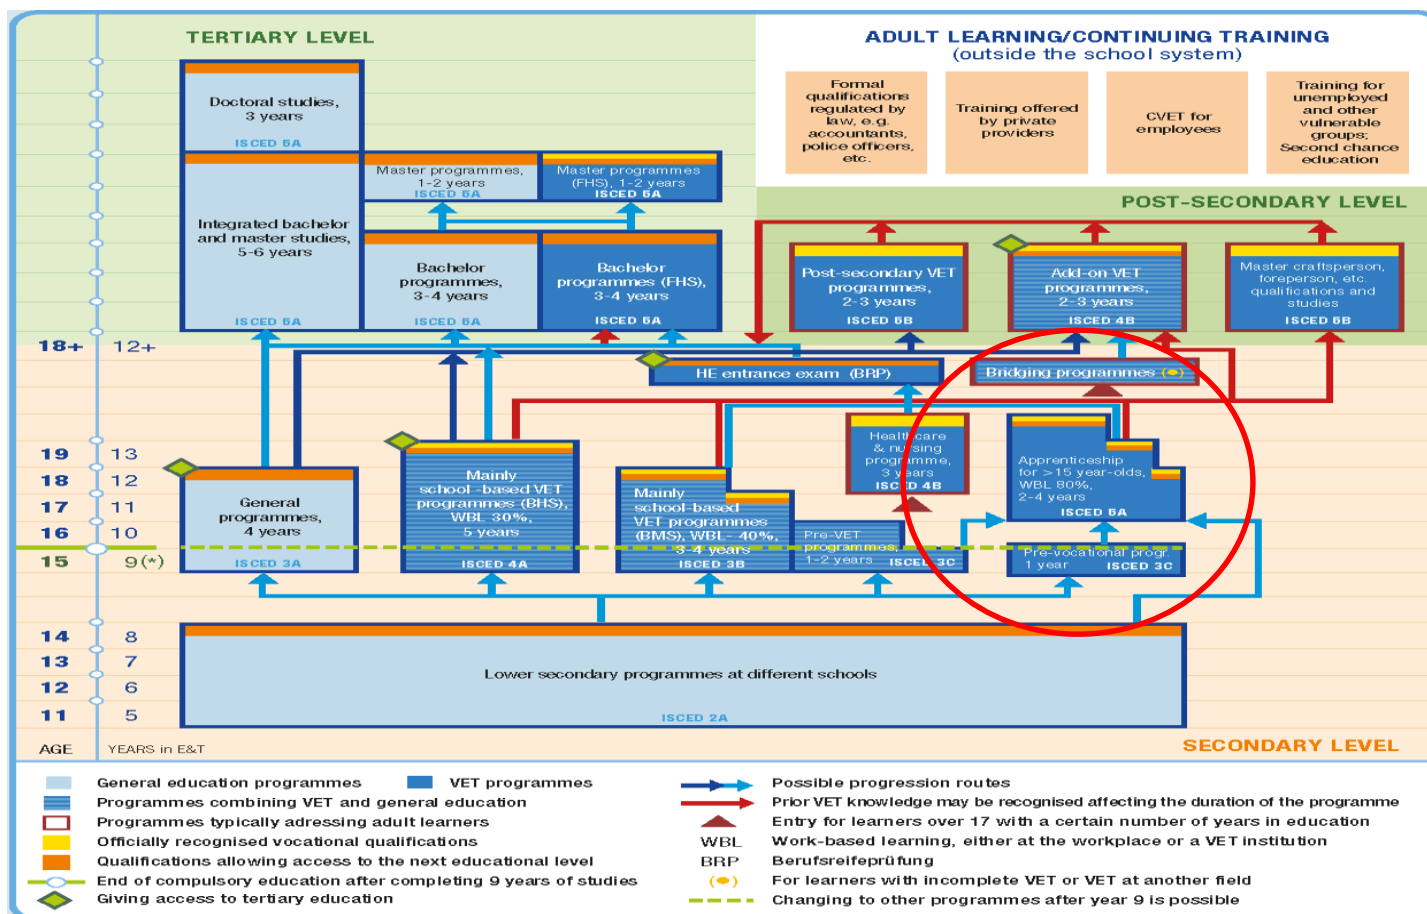 TERTIARY LEVEL
ADULT LEARNING/CONTINUING TRAINING
(outside the school system)
Formal
qualifications
regulated by
law, e.g.
accountants,
police officers,
etc.
Training offered
by private
providers
CVET for
employees
Training for
unemployed
and other
vulnerable
groups;
Second chance
education
Doctoral studies,
3 years
ISCED 5A
Integrated bachelor
and master studies,
5-6 years
ISCED 5A
Master programmes,
1-2 years
ISCED 5A
Master programmes
(FHS), 1-2 years
ISCED 5A
Bachelor
programmes,
3-4 years
ISCED 5A
Bachelor
programmes (FHS),
3-4 years
ISCED 5A
POST-SECONDARY LEVEL
Post-secondary VET
programmes,
2-3 years
ISCED 5B
Add-on VET
programmes,
2-3 years
ISCED 4B
Master craftsperson,
foreperson, etc.
qualifications and
studies
ISCED 5B
18+ 12+
HE entrance exam (BRP)
Bridging programmes (●)
19 13
18 12
17 11
16 10
15 9(*)
General
programmes,
4 years
ISCED 3A
Mainly
school -based VET
programmes (BHS),
WBL 30%,
5 years
ISCED 4A
Mainly
school-based
VET programmes
(BMS), WBL- 40%,
3-4 years
ISCED 3B
Pre-VET
programmes,
1-2 years
ISCED 3C
Healthcare
& nursing
programme,
3 years
ISCED 4B
Apprenticeship
for >15 year-olds,
WBL 80%,
2-4 years
ISCED 5A
Pre-vocational progr.
1 year ISCED 3C
14 8
13 7
12 6
11 5
Lower secondary programmes at different schools
ISCED 2A
AGE YEARS in E&T
SECONDARY LEVEL
General education programmes
VET programmes
Programmes combining VET and general education
Programmes typically adressing adult learners
Officially recognised vocational qualifications
Qualifications allowing access to the next educational level
End of compulsory education after completing 9 years of studies
Giving access to tertiary education
Possible progression routes
Prior VET knowledge may be recognised affecting the duration of the programme
Entry for learners over 17 with a certain number of years in education
WBL Work-based learning, either at the workplace or a VET institution
BRP Berufsreifeprüfung
(●) For learners with incomplete VET or VET at another field
Changing to other programmes after year 9 is possible